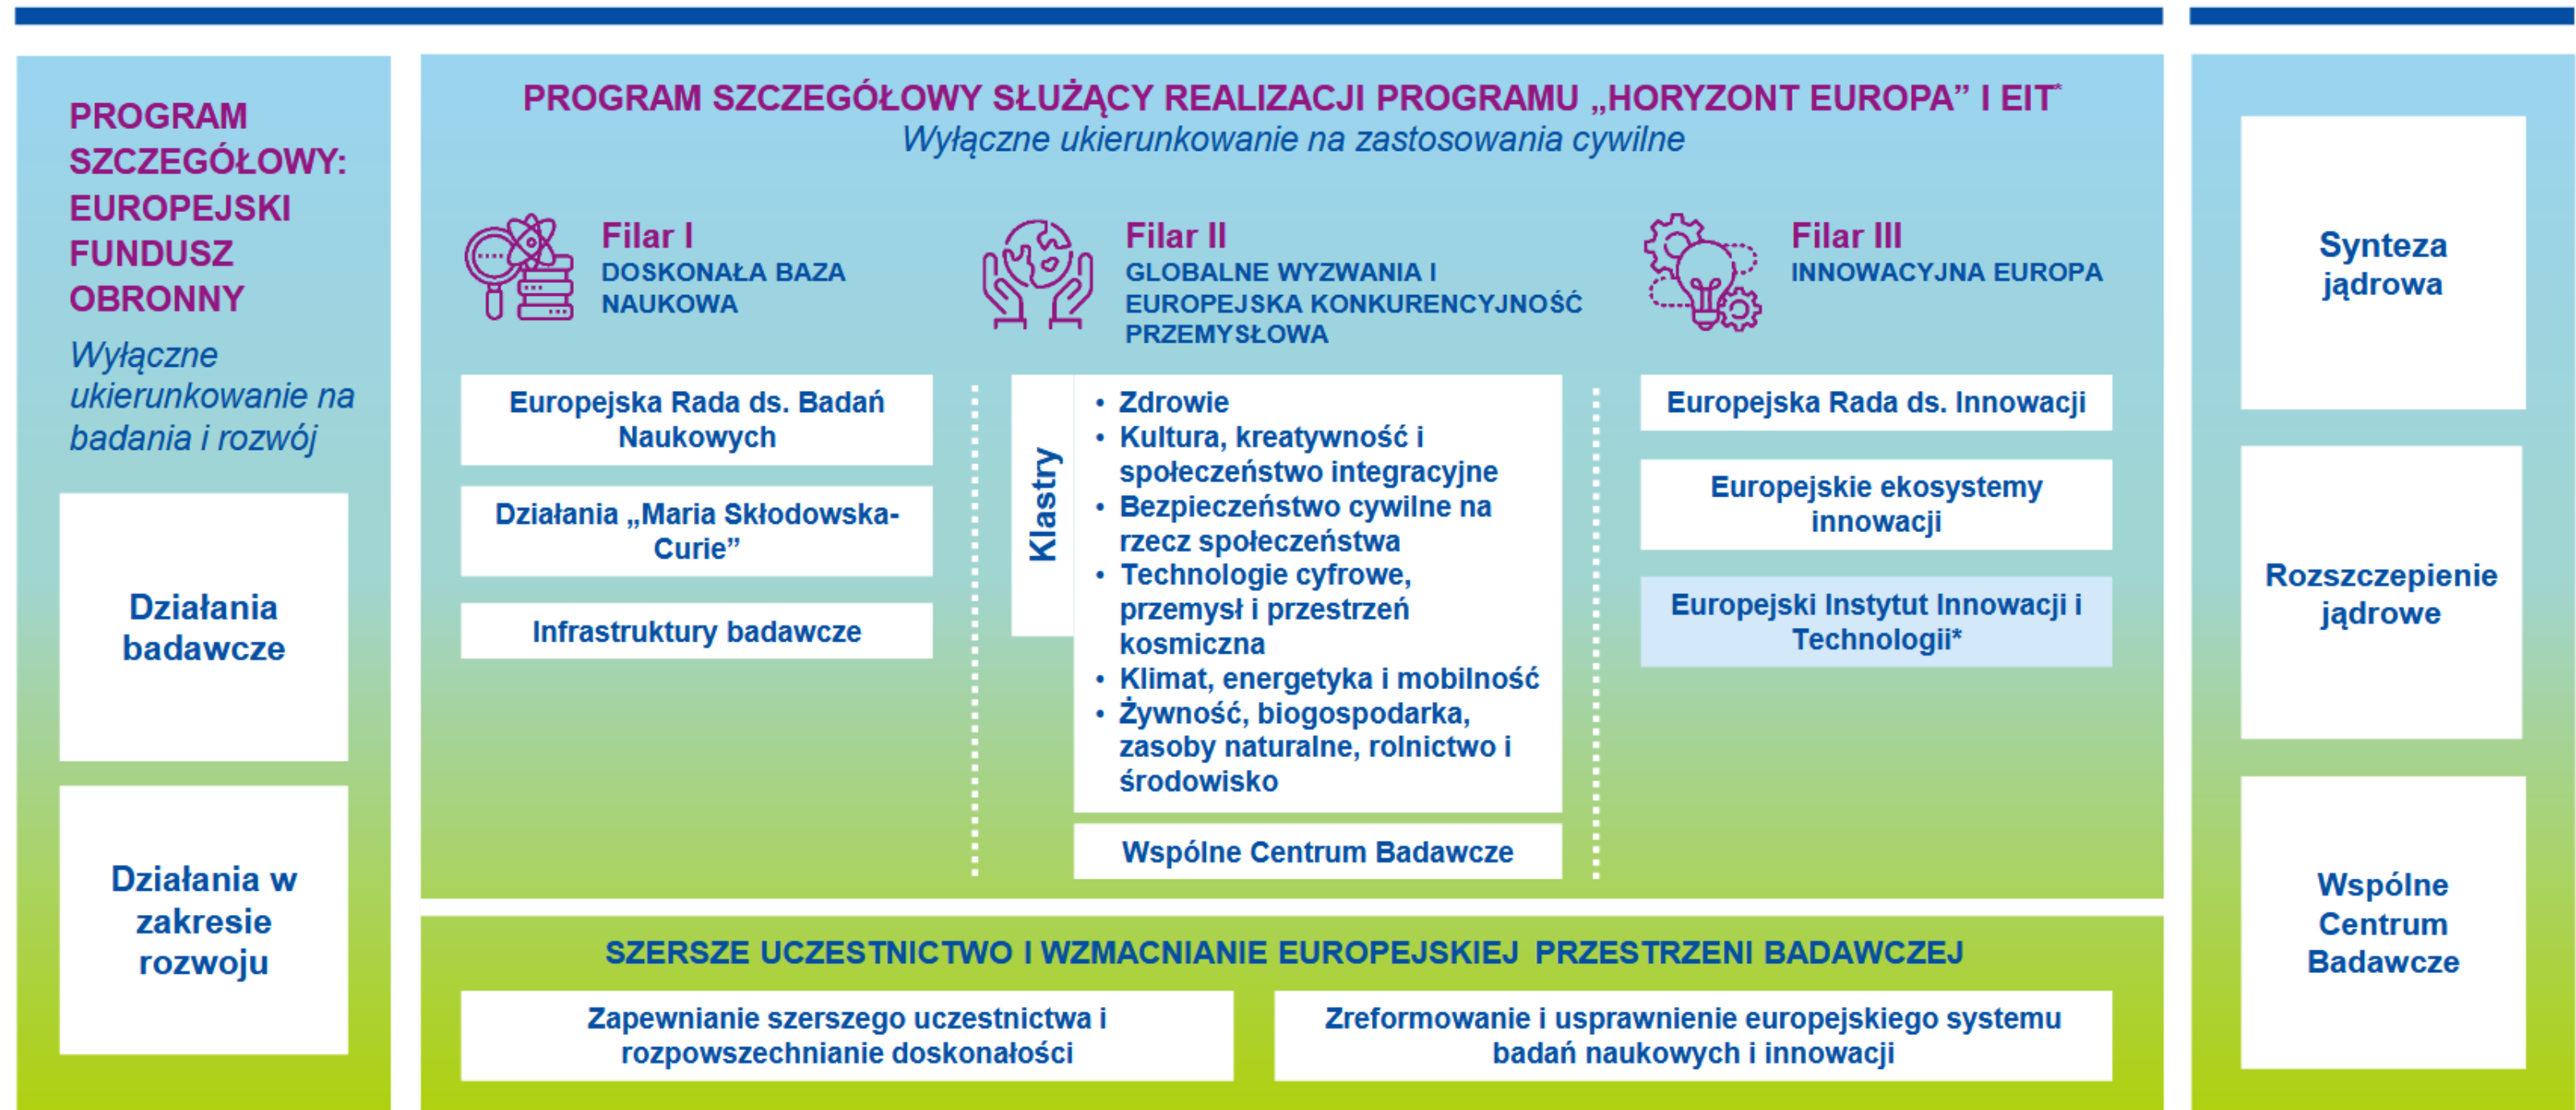 PROGRAM
SZCZEGÓŁOWY:
EUROPEJSKI
FUNDUSZ
OBRONNY
Wyłączne
ukierunkowanie na
badania i rozwój
Działania
badawcze
Działania w
zakresie
rozwoju
PROGRAM SZCZEGÓŁOWY SŁUŻĄCY REALIZACJI PROGRAMU „HORYZONT EUROPA” I EIT*
Wyłączne ukierunkowanie na zastosowania cywilne
Filar I
DOSKONAŁA BAZA
NAUKOWA
Europejska Rada ds. Badań
Naukowych
Działania „Maria Skłodowska-
Curie”
Infrastruktury badawcze
Filar II
GLOBALNE WYZWANIA I
EUROPEJSKA KONKURENCYJNOŚĆ
PRZEMYSŁOWA
Klastry
• Zdrowie
• Kultura, kreatywność i
społeczeństwo integracyjne
• Bezpieczeństwo cywilne na
rzecz społeczeństwa
• Technologie cyfrowe,
przemysł i przestrzeń
kosmiczna
• Klimat, energetyka i mobilność
• Żywność, biogospodarka,
zasoby naturalne, rolnictwo i
środowisko
Wspólne Centrum Badawcze
Filar III
INNOWACYJNA EUROPA
Europejska Rada ds. Innowacji
Europejskie ekosystemy
innowacji
Europejski Instytut Innowacji i
Technologii*
SZERSZE UCZESTNICTWO I WZMACNIANIE EUROPEJSKIEJ PRZESTRZENI BADAWCZEJ
Zapewnianie szerszego uczestnictwa i
rozpowszechnianie doskonałości
Zreformowanie i usprawnienie europejskiego systemu
badań naukowych i innowacji
Synteza
jądrowa
Rozszczepienie
jądrowe
Wspólne
Centrum
Badawcze